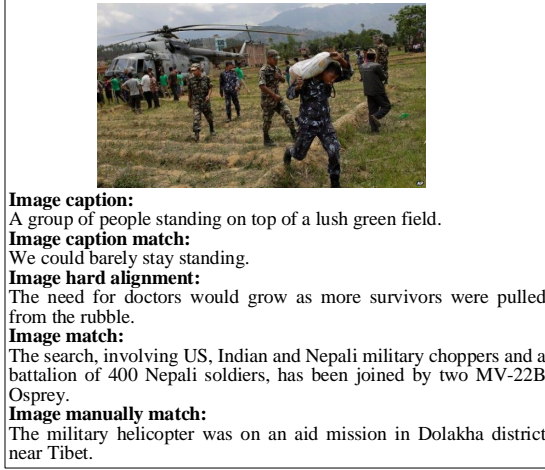 Image caption:
A group of people standing on top of a lush green field.
Image caption match:
We could barely stay standing.
Image hard alignment:
The need for doctors would grow as more survivors were pulled
from the rubble.
Image match:
The search, involving US, Indian and Nepali military choppers and a
battalion of 400 Nepali soldiers, has been joined by two MV-22B
Osprey.
Image manually match:
The military helicopter was on an aid mission in Dolakha district
near Tibet.